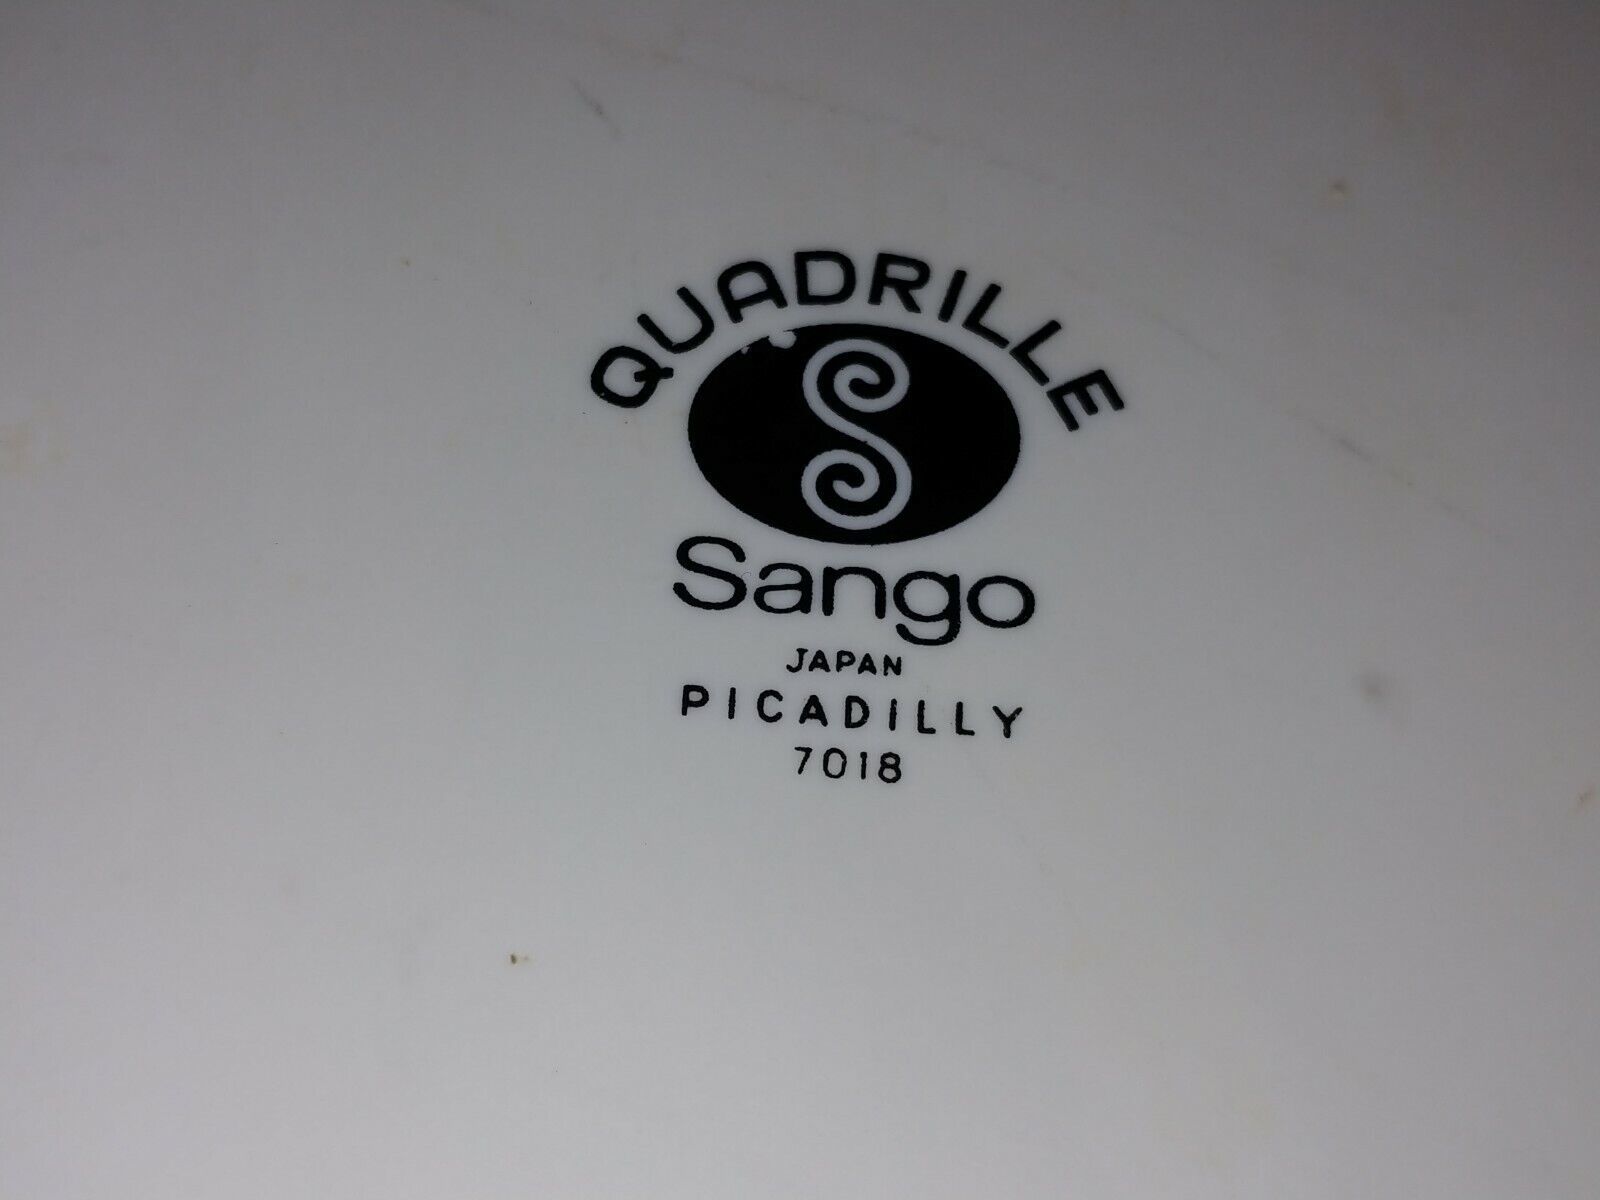 QUADRILLE
S
Sango
JAPAN
PICADILLY
7018